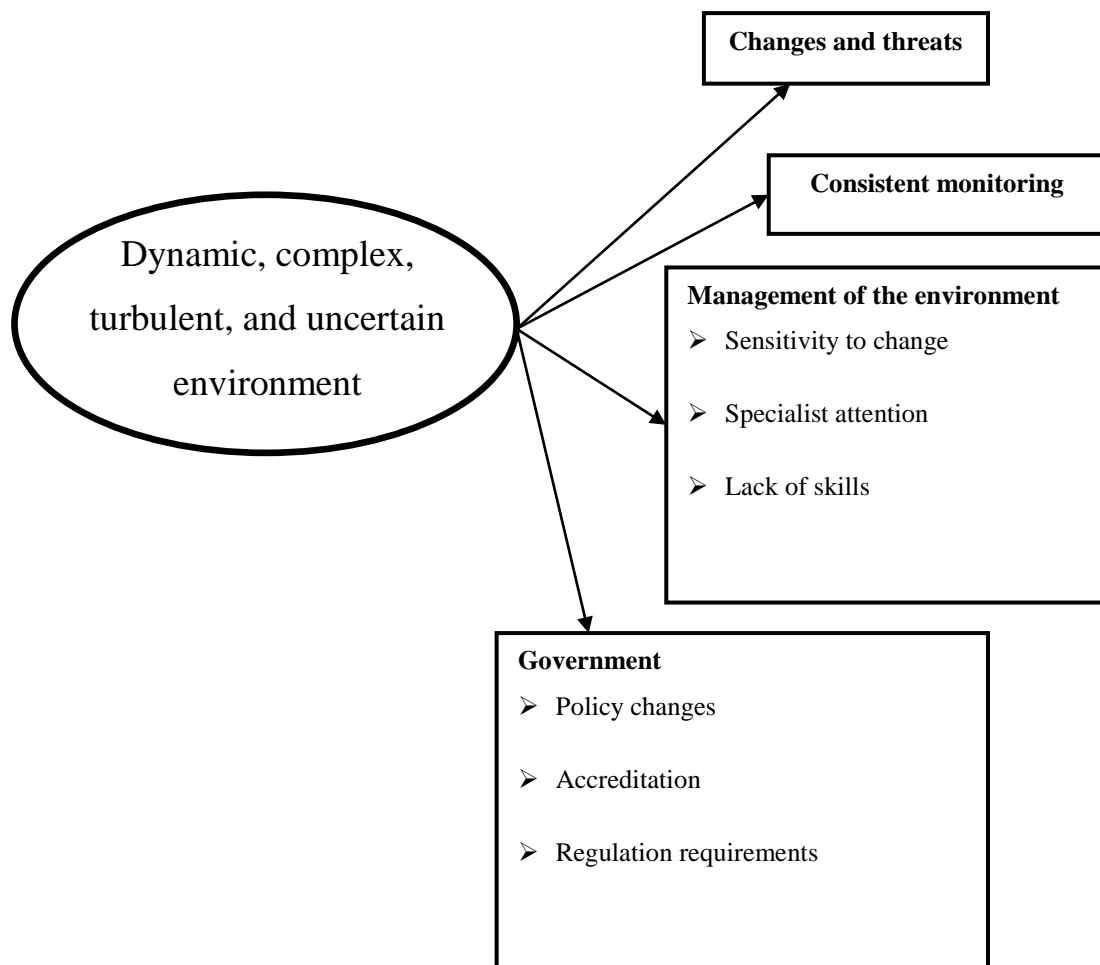 Changes and threats
Consistent monitoring
Dynamic, complex,
turbulent, and uncertain
environment
Management of the environment
➢ Sensitivity to change
➢ Specialist attention
➢ Lack of skills
Government
➢ Policy changes
➢ Accreditation
➢ Regulation requirements